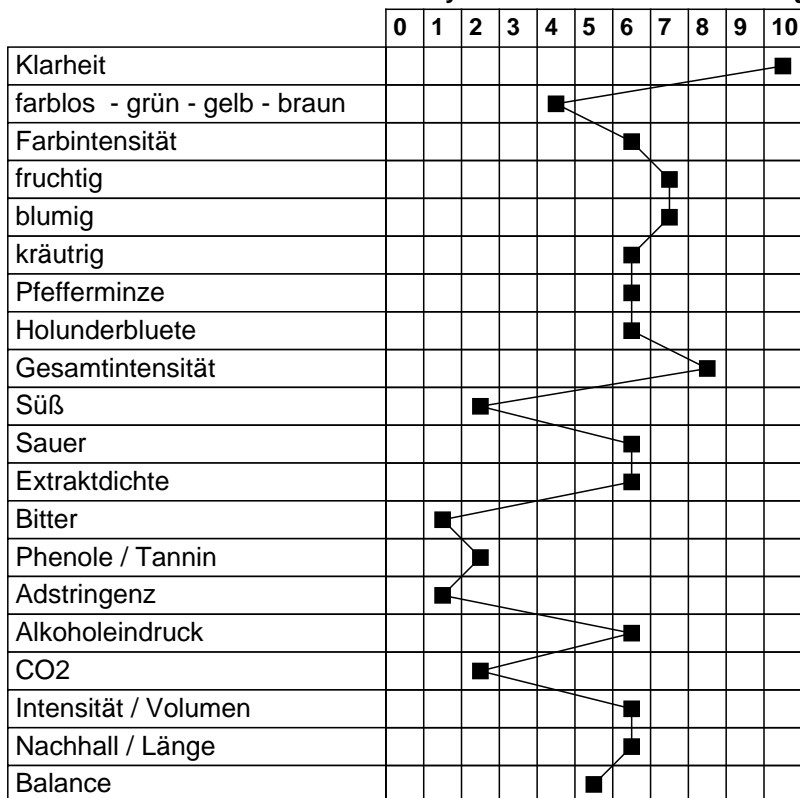 0 1 2 3 4 5 6 7 8 9 10
Klarheit
farblos - grün - gelb - braun
Farbintensität
fruchtig
blumig
kräutrig
Pfefferminze
Holunderbluete
Gesamtintensität
Süß
Sauer
Extraktdichte
Bitter
Phenole / Tannin
Adstringenz
Alkoholeindruck
CO2
Intensität / Volumen
Nachhall / Länge
Balance